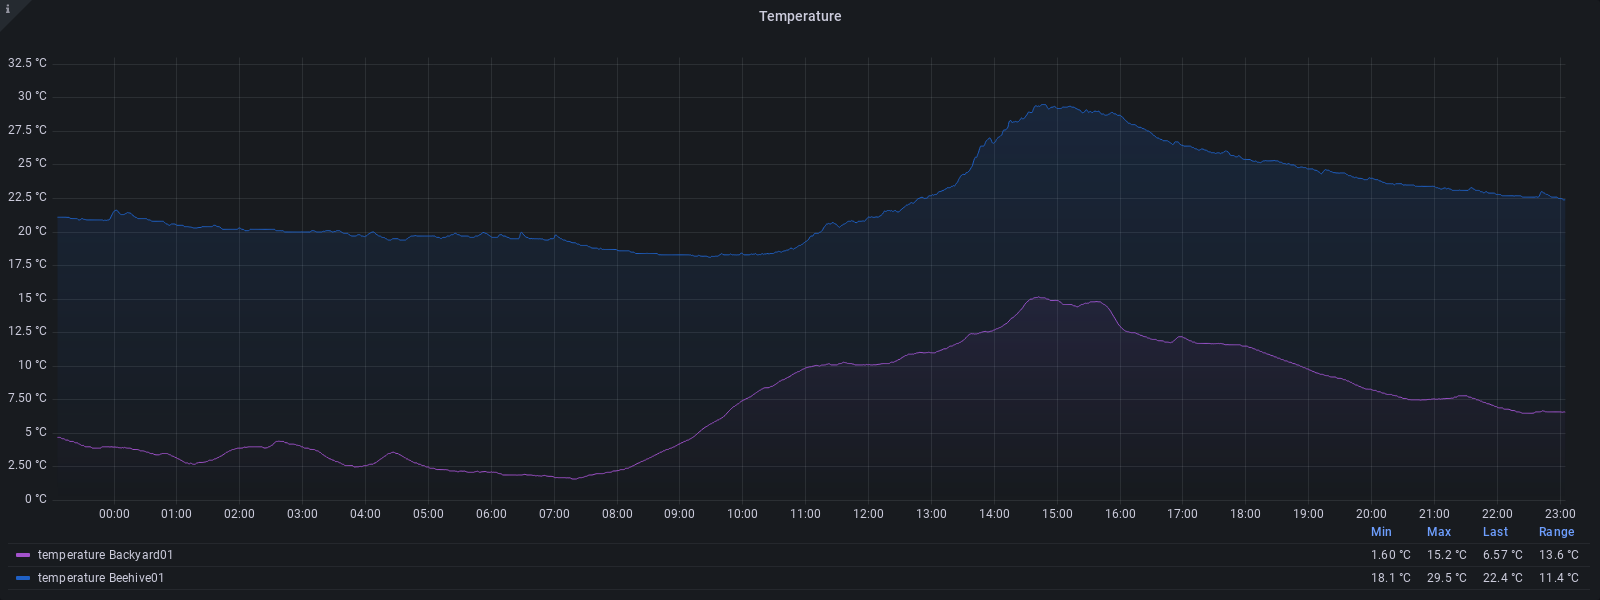 i
Temperature
32.5 °C
30 °C
27.5 °C
25 °C
22.5 °C
20 °C
17.5 °C
15 °C
12.5 °C
10 °C
7.50 °C
5 °C
2.50 °C
0 °C
00:00 01:00 02:00 03:00 04:00 05:00 06:00 07:00 08:00 09:00 10:00 11:00 12:00 13:00 14:00 15:00 16:00 17:00 18:00 19:00 20:00 21:00 22:00 23:00
Min Max Last Range
temperature Backyard01 1.60 °C 15.2 °C 6.57 °C 13.6 °C
temperature Beehive01 18.1 °C 29.5 °C 22.4 °C 11.4 °C